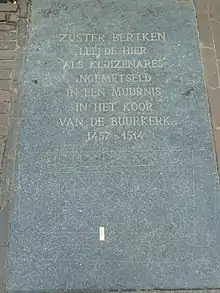 ZUSTER BERTKEN
LEEFDE HIER
ALS KLUIZENARES
INGEMETSELD
IN EEN MUURNIS
IN HET KOOR
VAN DE BUURKERK
1457 - 1514